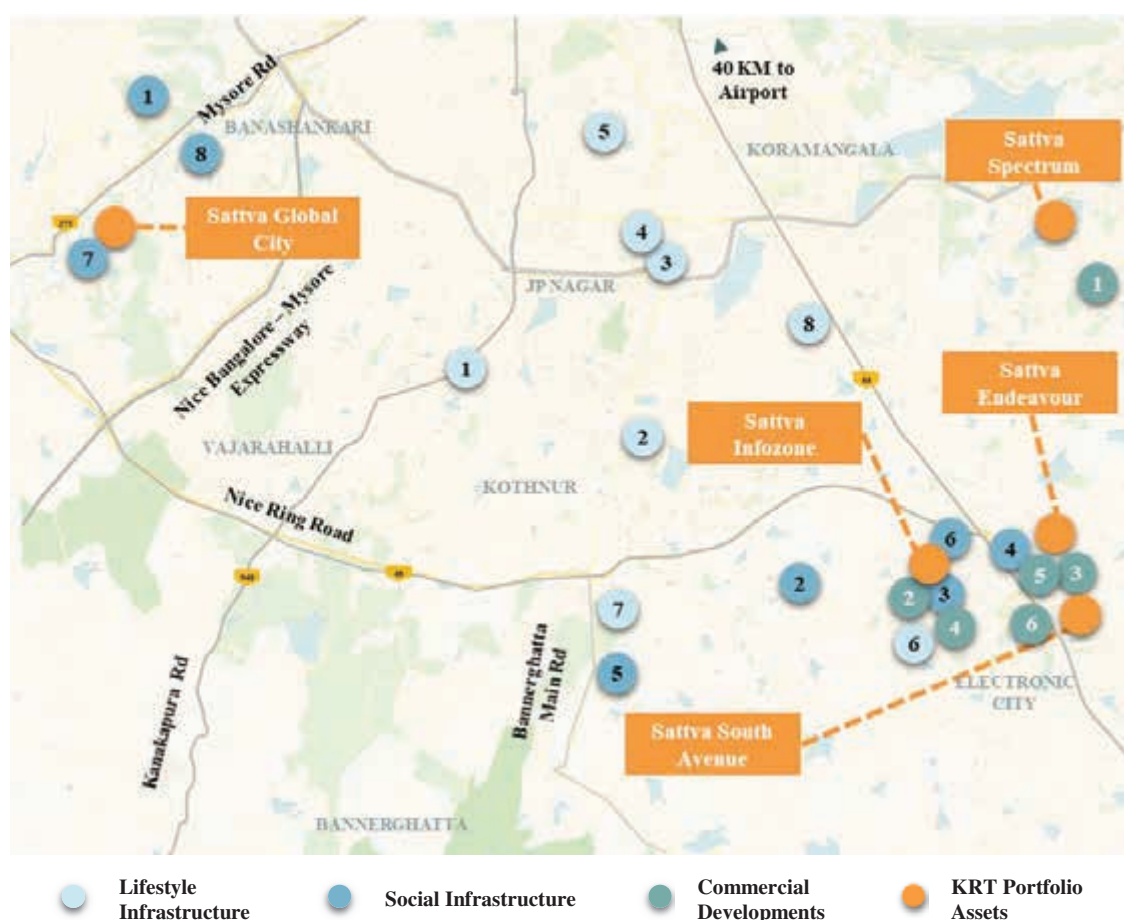 40 KM to
Airport
Mysore Rd
1
BANASHANKARI
5
8
KORAMANGALA
Sattva
Spectrum
Sattva Global
City
4
3
7
1
JP NAGAR
Nice Bangalore – Mysore
Expressway
8
1
Sattva
Endeavour
Sattva
Infozone
2
VAJARAHALLI
KOTHNUR
Nice Ring Road
6
4
5
3
2
2
3
7
4
6
6
5
Kanakapura Rd
Bannerghatta
Main Rd
ELECTRONIC
CITY
Sattva South
Avenue
BANNERGHATTA
Lifestyle
Infrastructure
Social Infrastructure
Commercial
Developments
KRT Portfolio
Assets